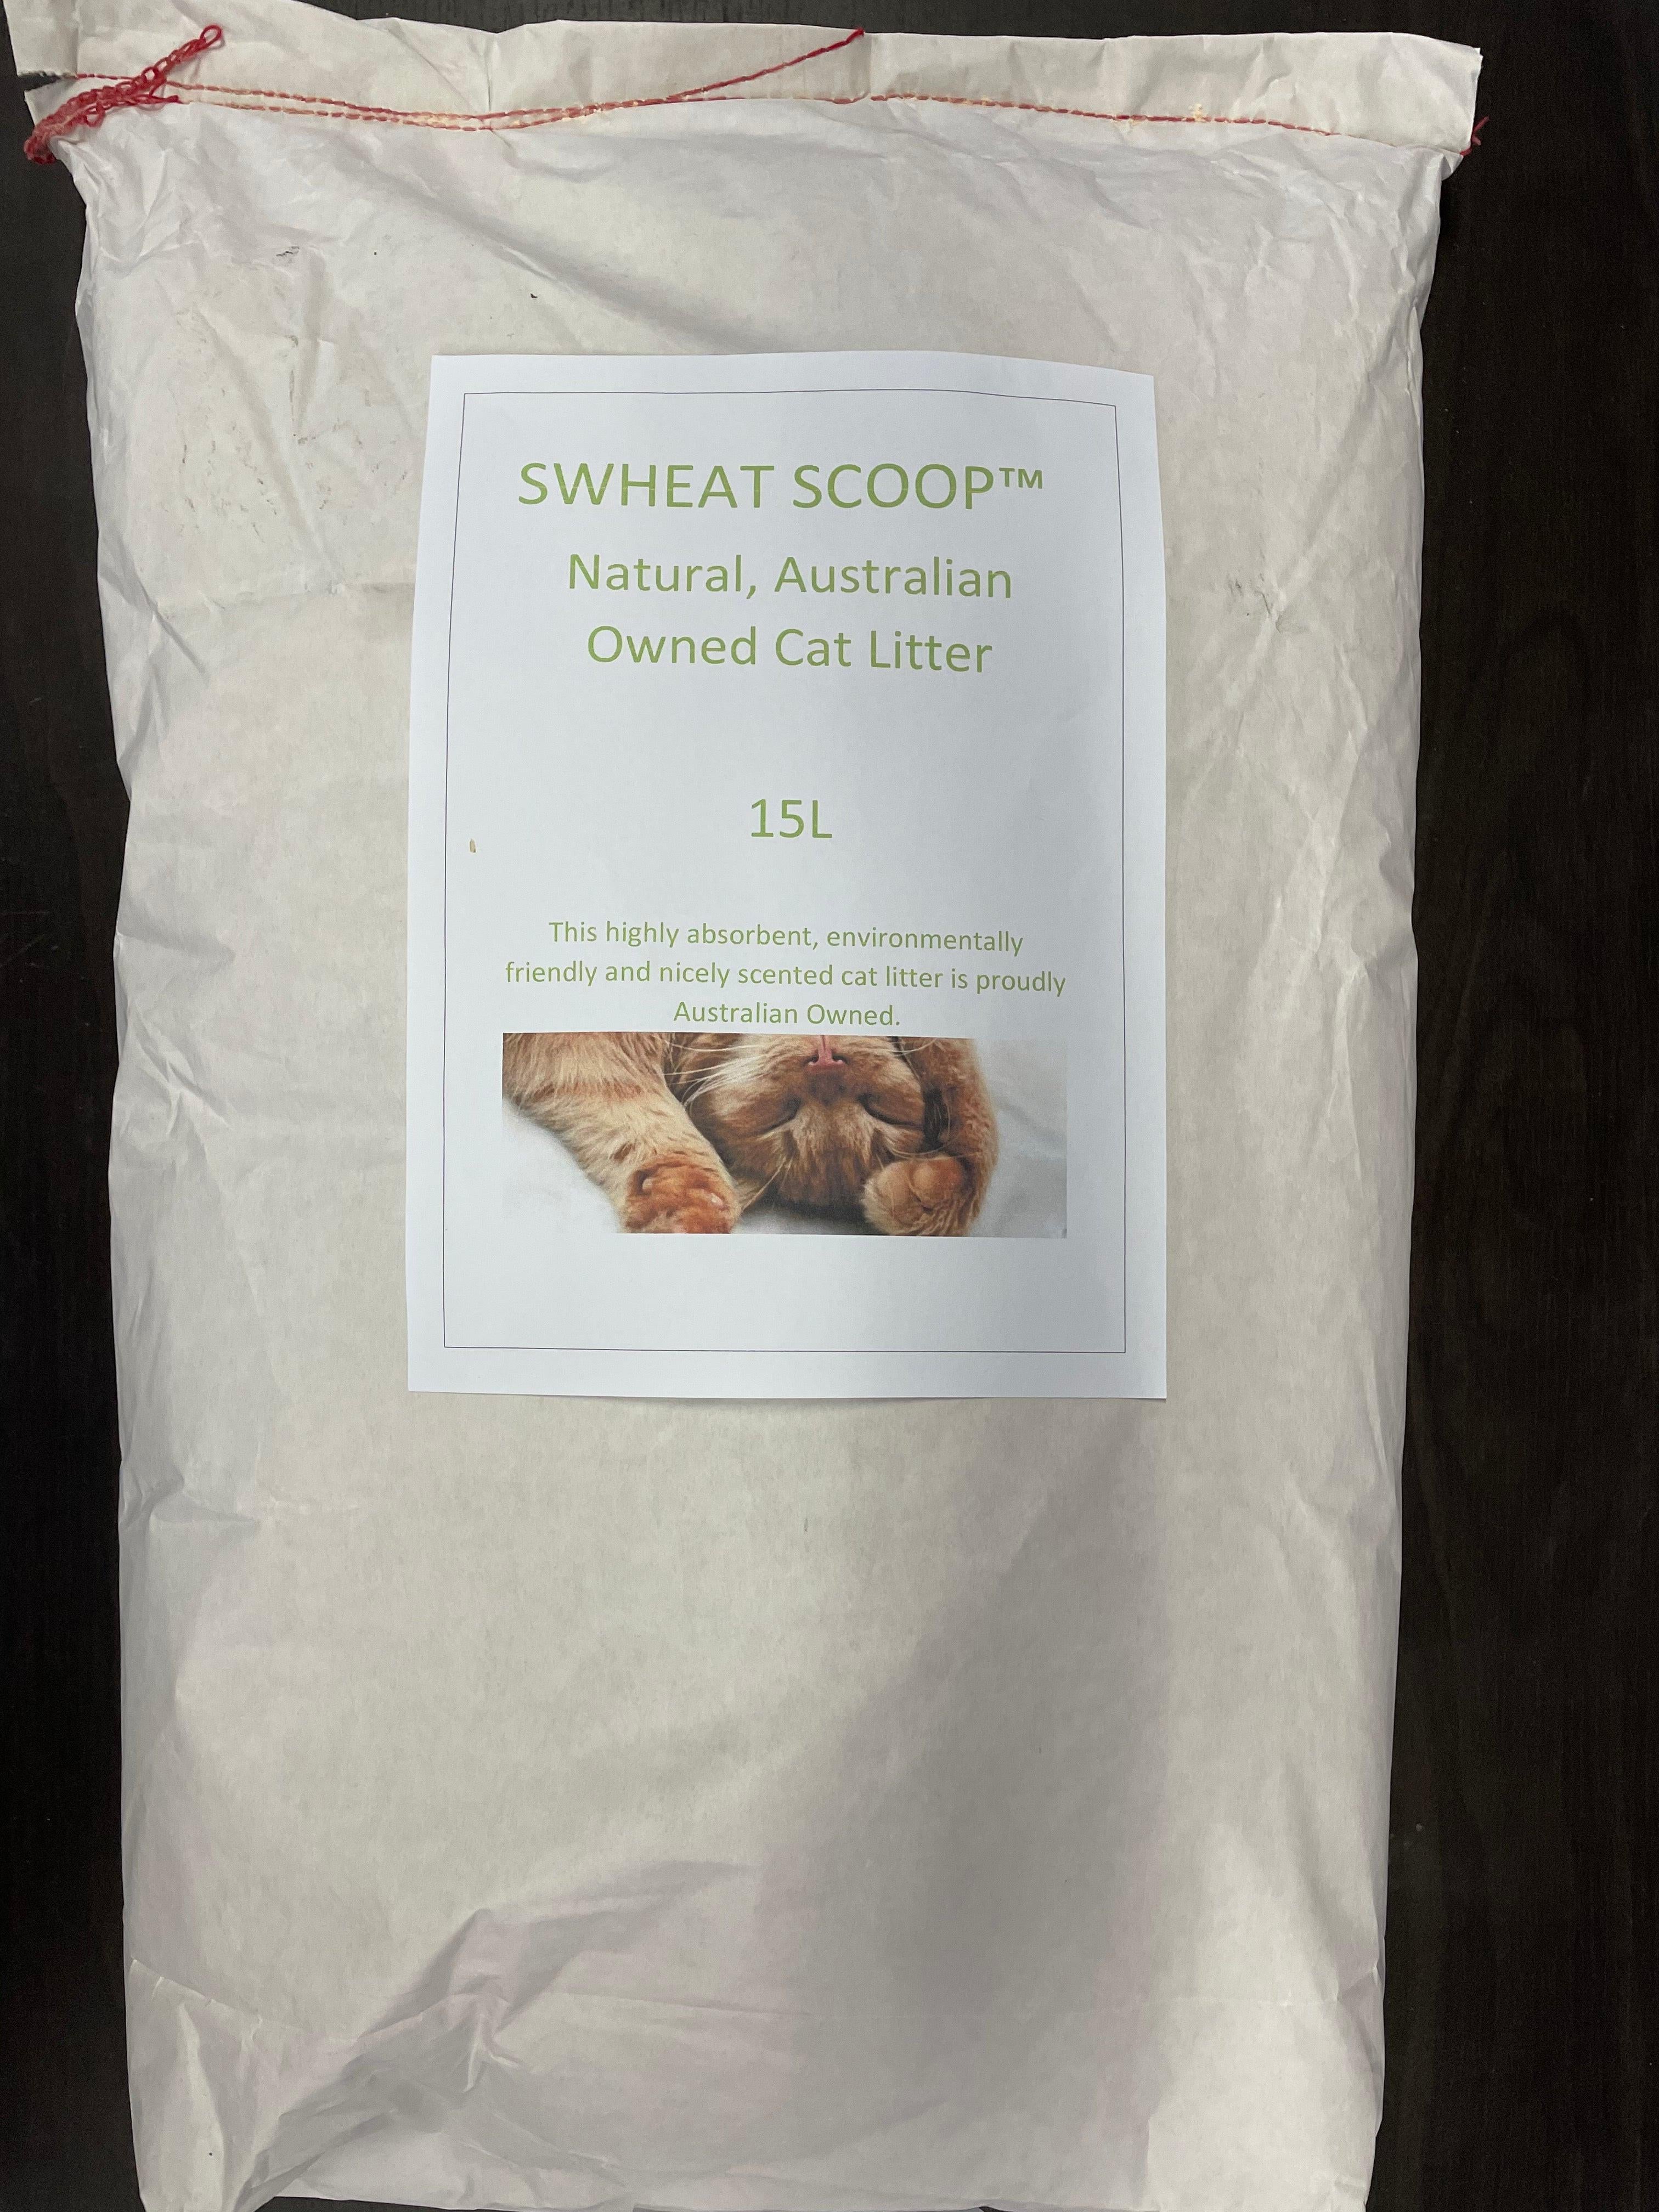 SWHEAT SCOOP™
Natural, Australian
Owned Cat Litter
15L
This highly absorbent, environmentally
friendly and nicely scented cat litter is proudly
Australian Owned.